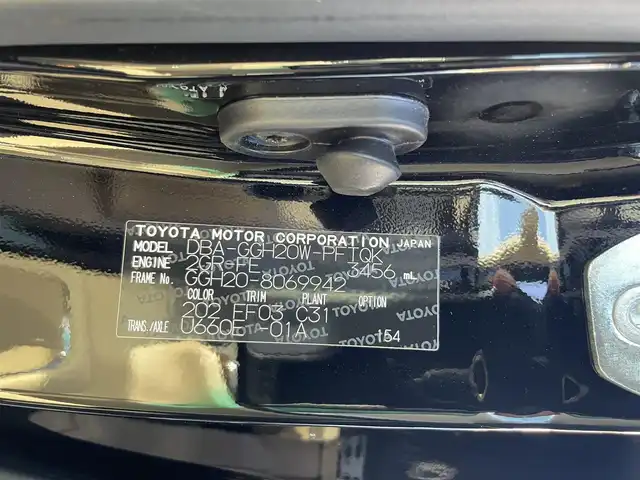 TOYOTA MOTOR CORPORATION JAPAN
MODEL DBA-GGH20W-PFTQK
ENGINE 2GR-FE 3456 mL
FRAME NO. GGH20-8069942
COLOR TRIM PLANT OPTION
202 EF03 C31
TRANS./AXLE U660E -01A
154